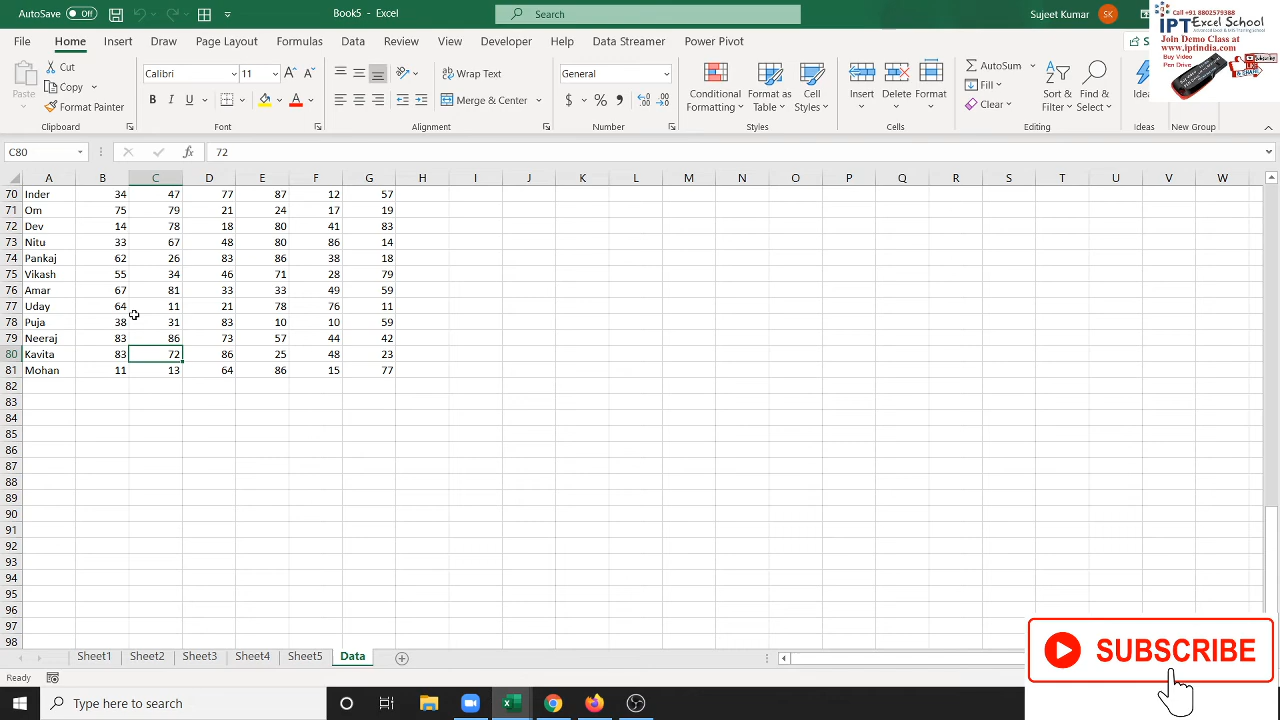 AutoSave Off Book5 - Excel Search Sujeet Kumar SK
File Home Insert Draw Page Layout Formulas Data Review View Developer Help Data Streamer Power Pivot
Paste Cut Copy Format Painter Clipboard
Calibri 11 B I U Font
Wrap Text Merge & Center Alignment
General $ % Number
Conditional Formatting Format as Table Cell Styles Styles
Insert Delete Format Cells
AutoSum Fill Clear Sort & Filter Find & Select Editing
Ideas Ideas New Group
Call +91 8802579388
IPT Excel School
Advanced Excel & MIS Training School
Join Demo Class at
www.iptindia.com
Buy Video
Pen Drive
C80 fx 72
A B C D E F G H I J K L M N O P Q R S T U V W
70 Inder 34 47 77 87 12 57
71 Om 75 79 21 24 17 19
72 Dev 14 78 18 80 41 83
73 Nitu 33 67 48 80 86 14
74 Pankaj 62 26 83 86 38 18
75 Vikash 55 34 46 71 28 79
76 Amar 67 81 33 33 49 59
77 Uday 64 11 21 78 76 11
78 Puja 38 31 83 10 10 59
79 Neeraj 83 86 73 57 44 42
80 Kavita 83 72 86 25 48 23
81 Mohan 11 13 64 86 15 77
82
83
84
85
86
87
88
89
90
91
92
93
94
95
96
97
98
Sheet1 Sheet2 Sheet3 Sheet4 Sheet5 Data
Ready
SUBSCRIBE
Type here to search